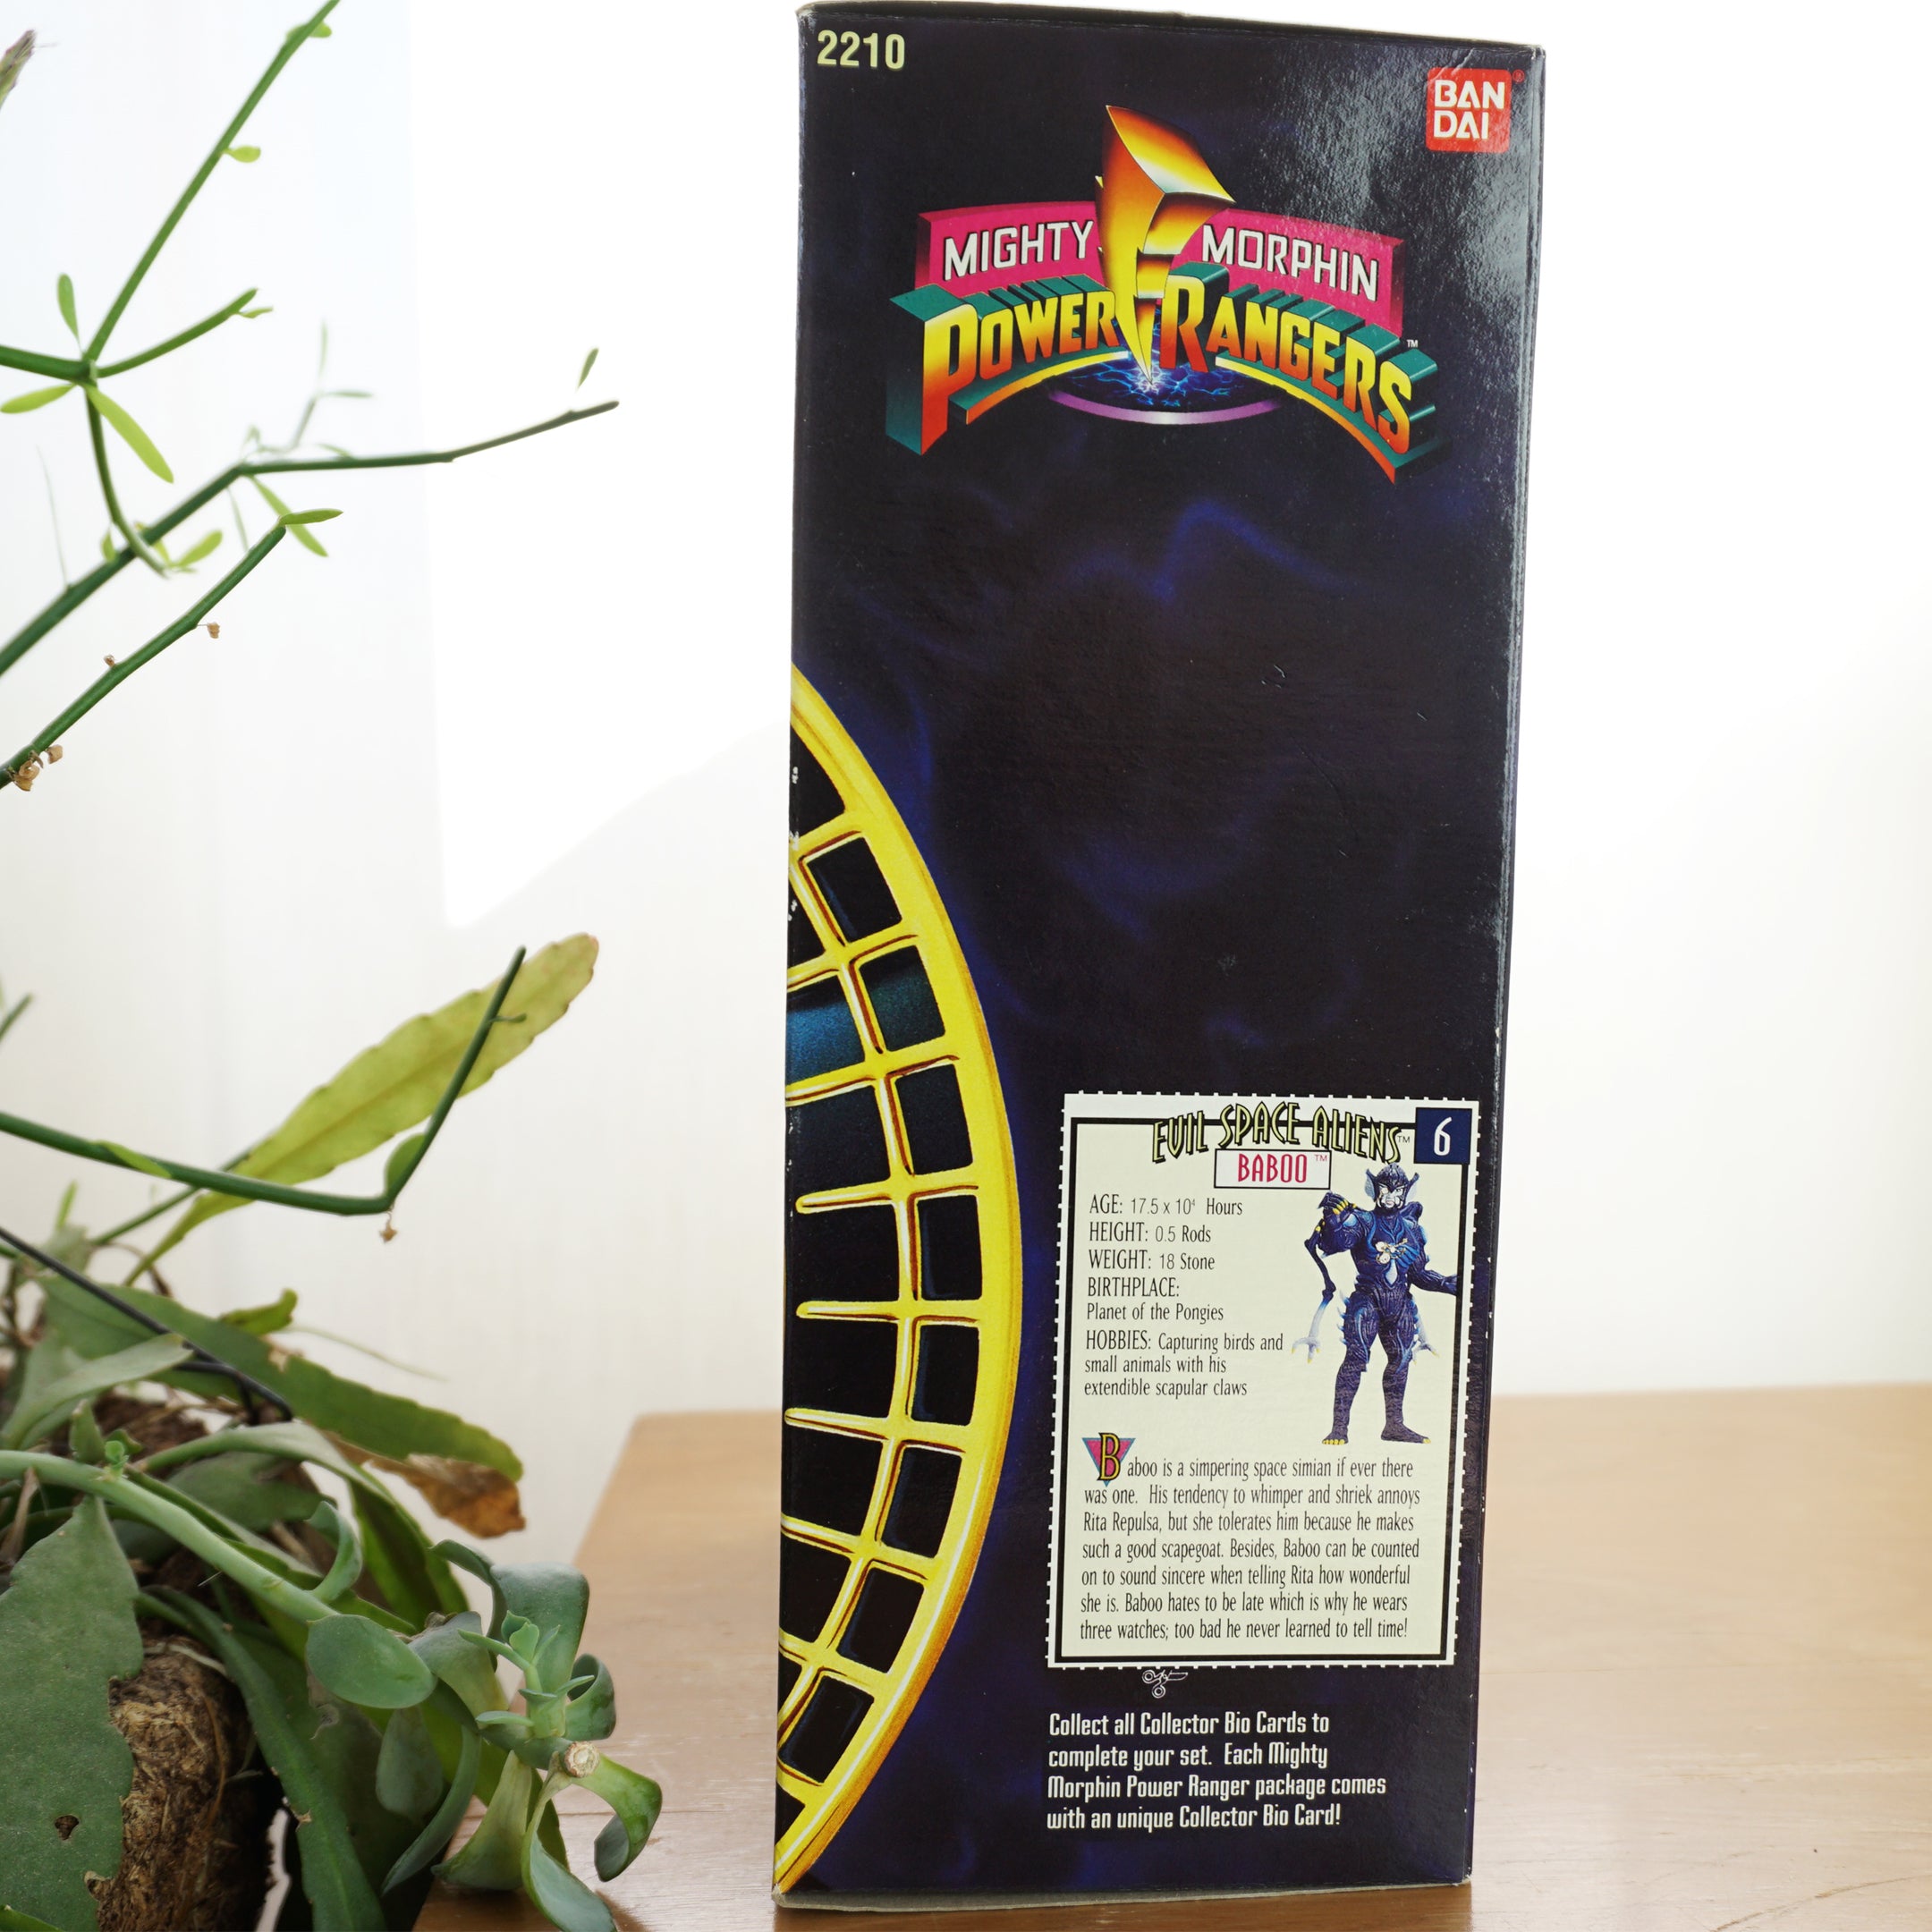 2210
BAN
DAI
®
MIGHTY MORPHIN
POWER RANGERS™
EVIL SPACE ALIENS™ 6
BABOO™
AGE: 17.5 x 10⁴ Hours
HEIGHT: 0.5 Rods
WEIGHT: 18 Stone
BIRTHPLACE:
Planet of the Pongies
HOBBIES: Capturing birds and
small animals with his
extendible scapular claws
Baboo is a simpering space simian if ever there
was one. His tendency to whimper and shriek annoys
Rita Repulsa, but she tolerates him because he makes
such a good scapegoat. Besides, Baboo can be counted
on to sound sincere when telling Rita how wonderful
she is. Baboo hates to be late which is why he wears
three watches; too bad he never learned to tell time!
Collect all Collector Bio Cards to
complete your set. Each Mighty
Morphin Power Ranger package comes
with an unique Collector Bio Card!